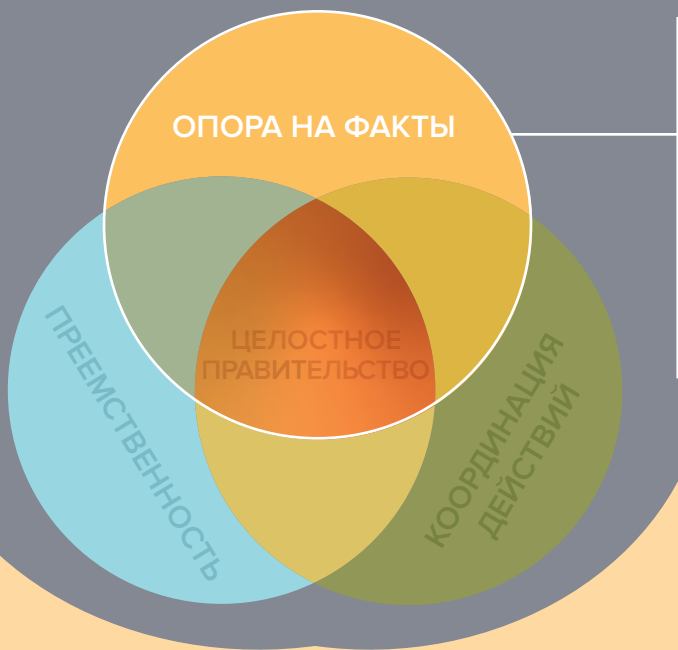 ОПОРА НА ФАКТЫ
ЦЕЛОСТНОЕ
ПРАВИТЕЛЬСТВО
ПРЕЕМСТВЕННОСТЬ
КООРДИНАЦИЯ
ДЕЙСТВИЙ